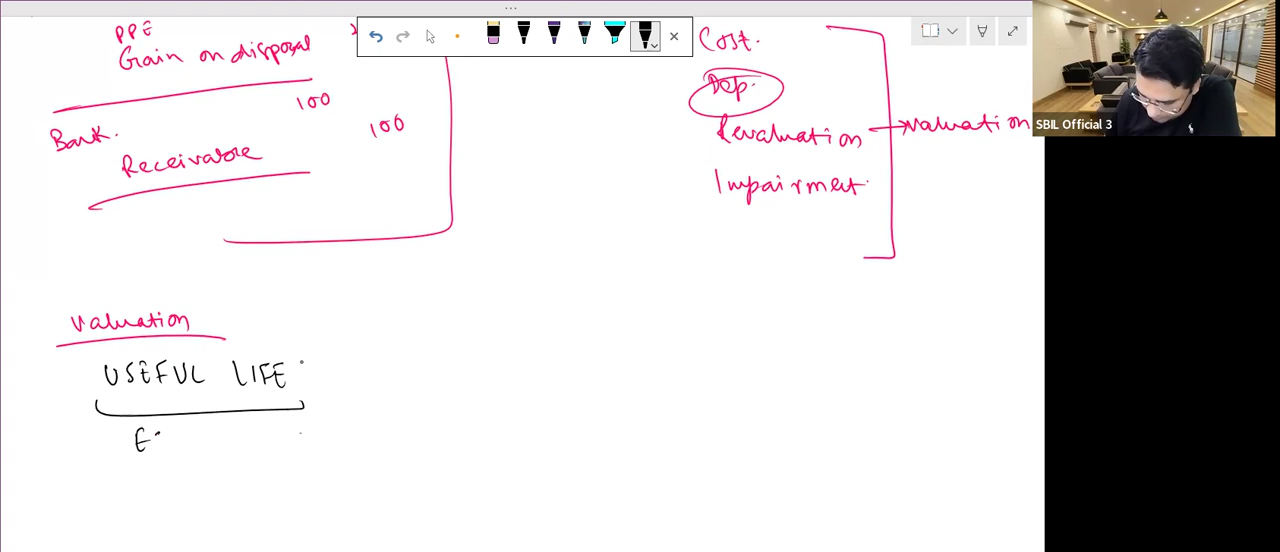 PPE
Gain on disposal
100
Bank.
100
Receivable
Cost.
Dep.
Revaluation → valuation
Impairment
SBIL Official 3
Valuation
USEFUL LIFE
E